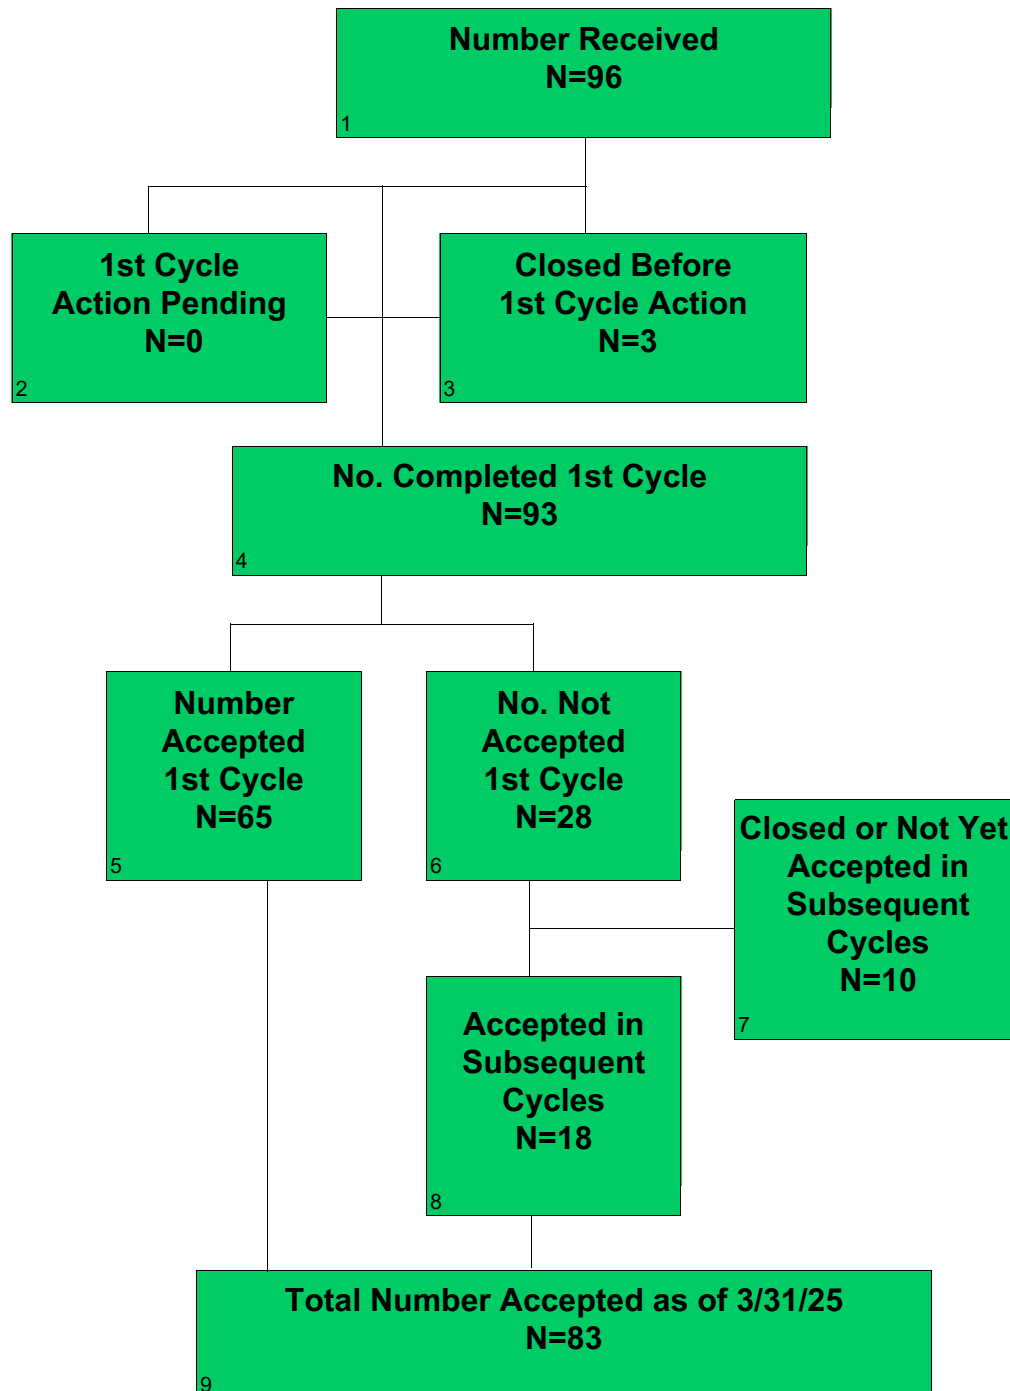 Number Received
N=96
1
1st Cycle
Action Pending
N=0
2
Closed Before
1st Cycle Action
N=3
3
No. Completed 1st Cycle
N=93
4
Number
Accepted
1st Cycle
N=65
5
No. Not
Accepted
1st Cycle
N=28
6
Closed or Not Yet
Accepted in
Subsequent
Cycles
N=10
7
Accepted in
Subsequent
Cycles
N=18
8
Total Number Accepted as of 3/31/25
N=83
9